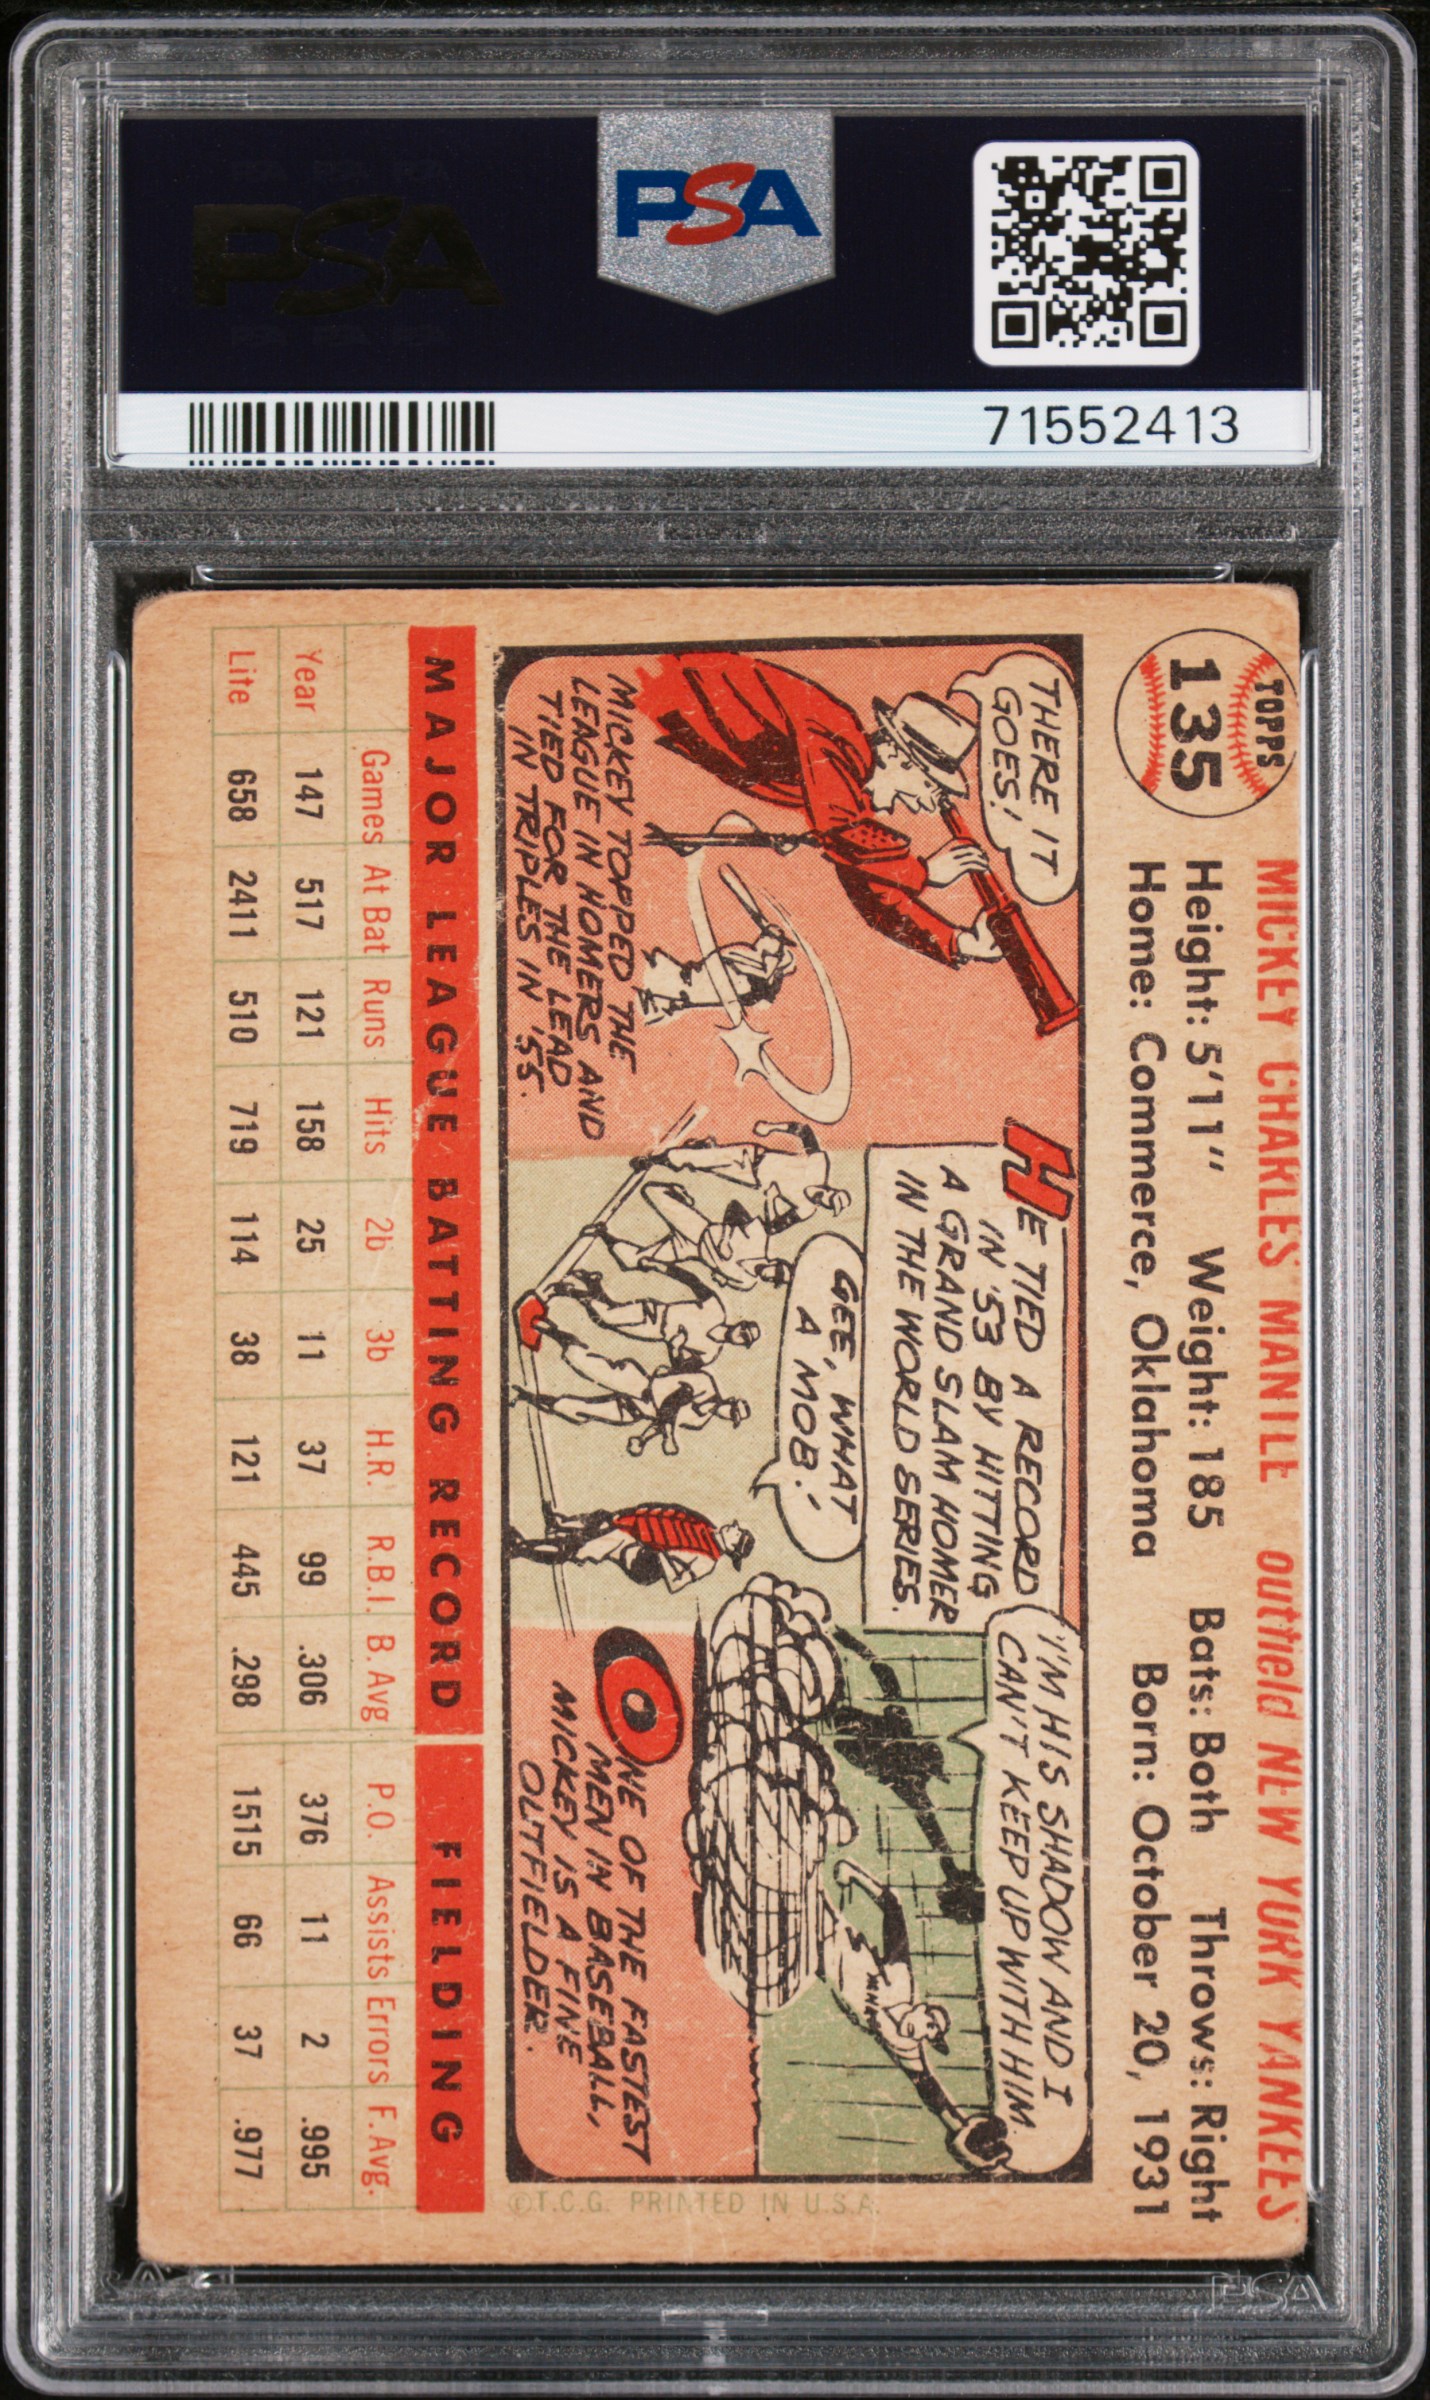 PSA
PSA
71552413
TOPPS
135
MICKEY CHARLES MANTLE outfield NEW YORK YANKEES
Height: 5'11" Weight: 185 Bats: Both Throws: Right
Home: Commerce, Oklahoma Born: October 20, 1931
THERE IT
GOES!
MICKEY TOPPED THE
LEAGUE IN HOMERS AND
TIED FOR THE LEAD
IN TRIPLES IN '55.
HE TIED A RECORD
IN '53 BY HITTING
A GRAND SLAM HOMER
IN THE WORLD SERIES.
GEE, WHAT
A MOB!
I'M HIS SHADOW AND I
CAN'T KEEP UP WITH HIM.
ONE OF THE FASTEST
MEN IN BASEBALL,
MICKEY IS A FINE
OUTFIELDER.
©T.C.G. PRINTED IN U.S.A.
MAJOR LEAGUE BATTING RECORD FIELDING
Games At Bat Runs Hits 2b 3b H.R. R.B.I. B. Avg. P.O. Assists Errors F. Avg.
Year 147 517 121 158 25 11 37 99 .306 376 11 2 .995
Life 658 2411 510 719 114 38 121 445 .298 1515 66 37 .977
PSA